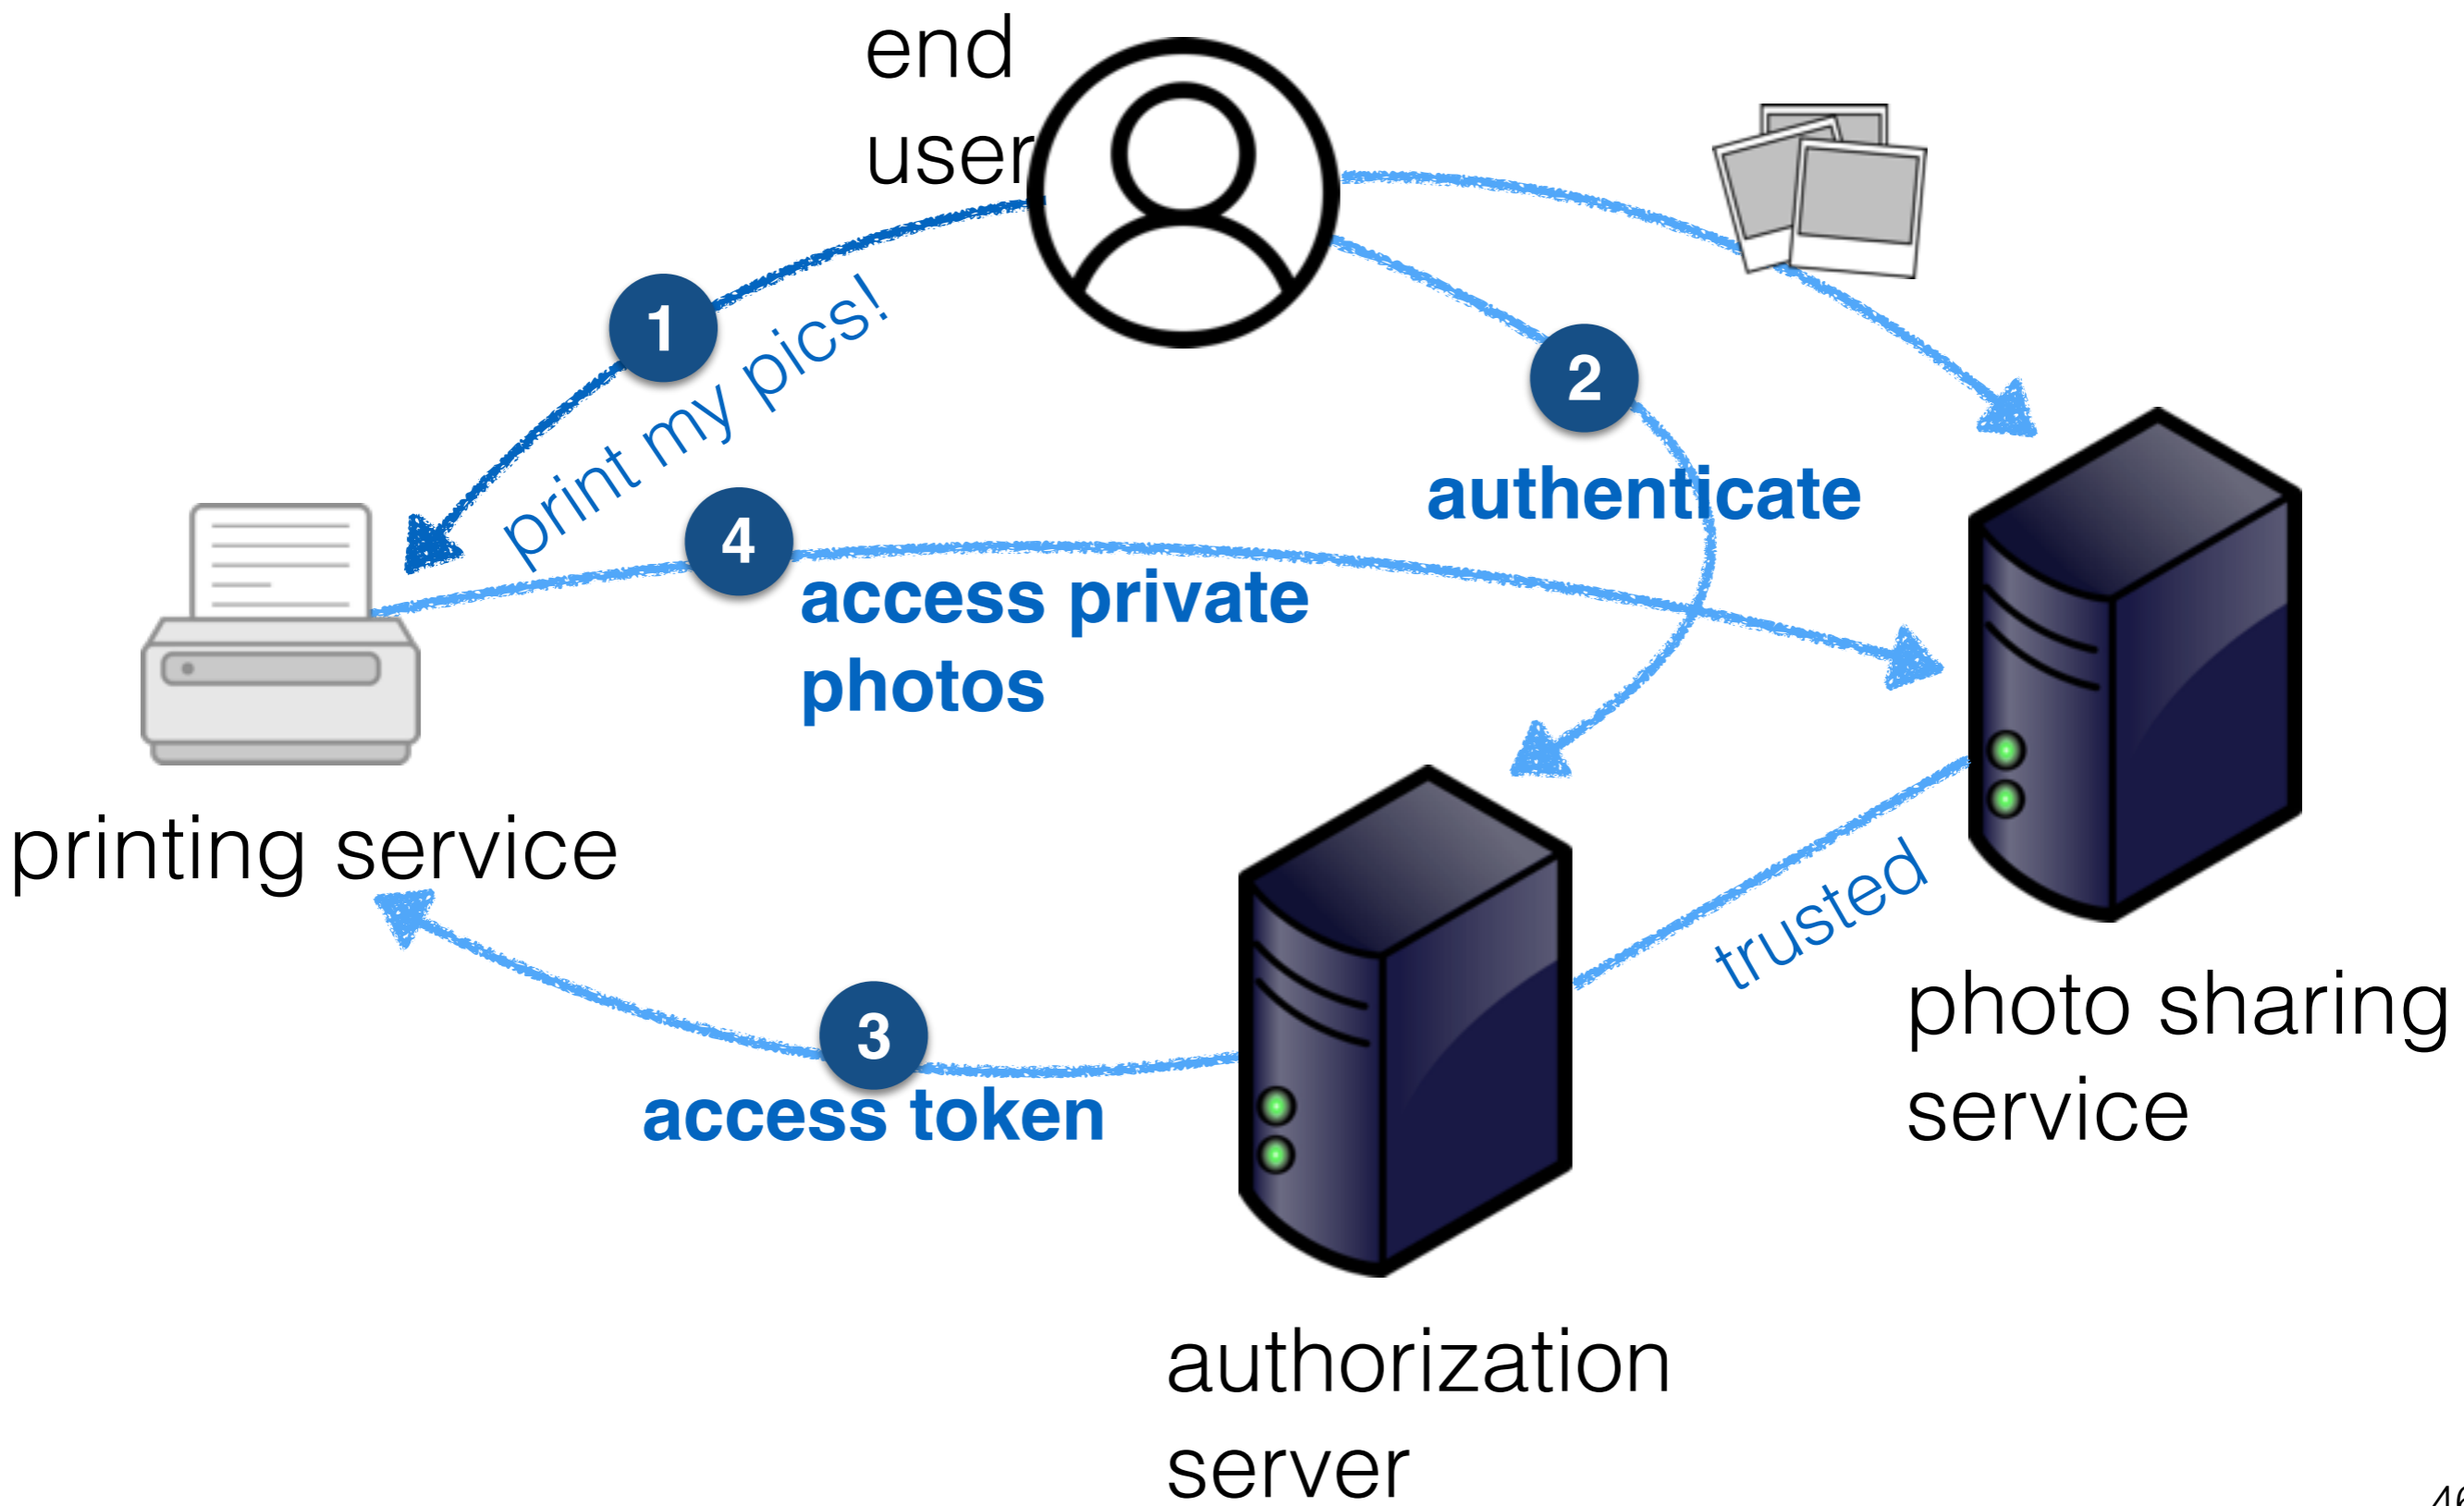 end
user
1
print my pics!
2
authenticate
4
access private
photos
printing service
trusted
3
access token
photo sharing
service
authorization
server